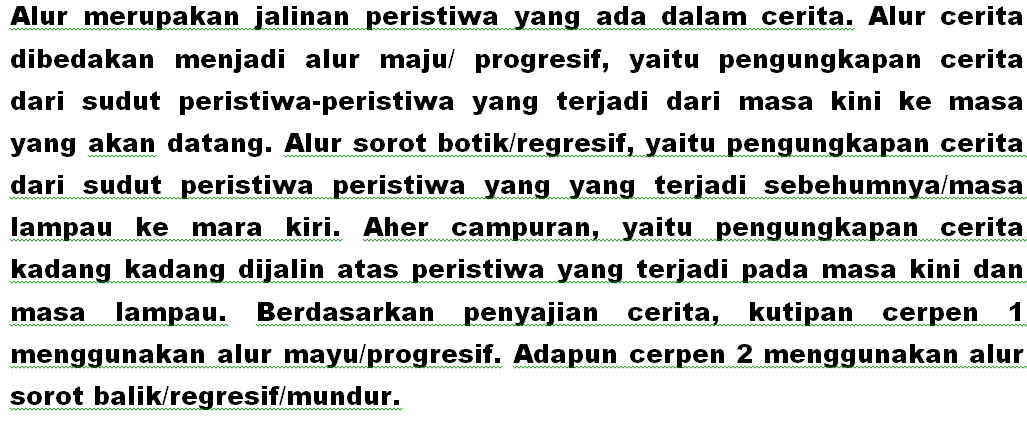 Alur merupakan jalinan peristiwa yang ada dalam cerita. Alur cerita
dibedakan menjadi alur maju/ progresif, yaitu pengungkapan cerita
dari sudut peristiwa-peristiwa yang terjadi dari masa kini ke masa
yang akan datang. Alur sorot botik/regresif, yaitu pengungkapan cerita
dari sudut peristiwa peristiwa yang yang terjadi sebehumnya/masa
lampau ke mara kiri. Aher campuran, yaitu pengungkapan cerita
kadang kadang dijalin atas peristiwa yang terjadi pada masa kini dan
masa lampau. Berdasarkan penyajian cerita, kutipan cerpen 1
menggunakan alur mayu/progresif. Adapun cerpen 2 menggunakan alur
sorot balik/regresif/mundur.